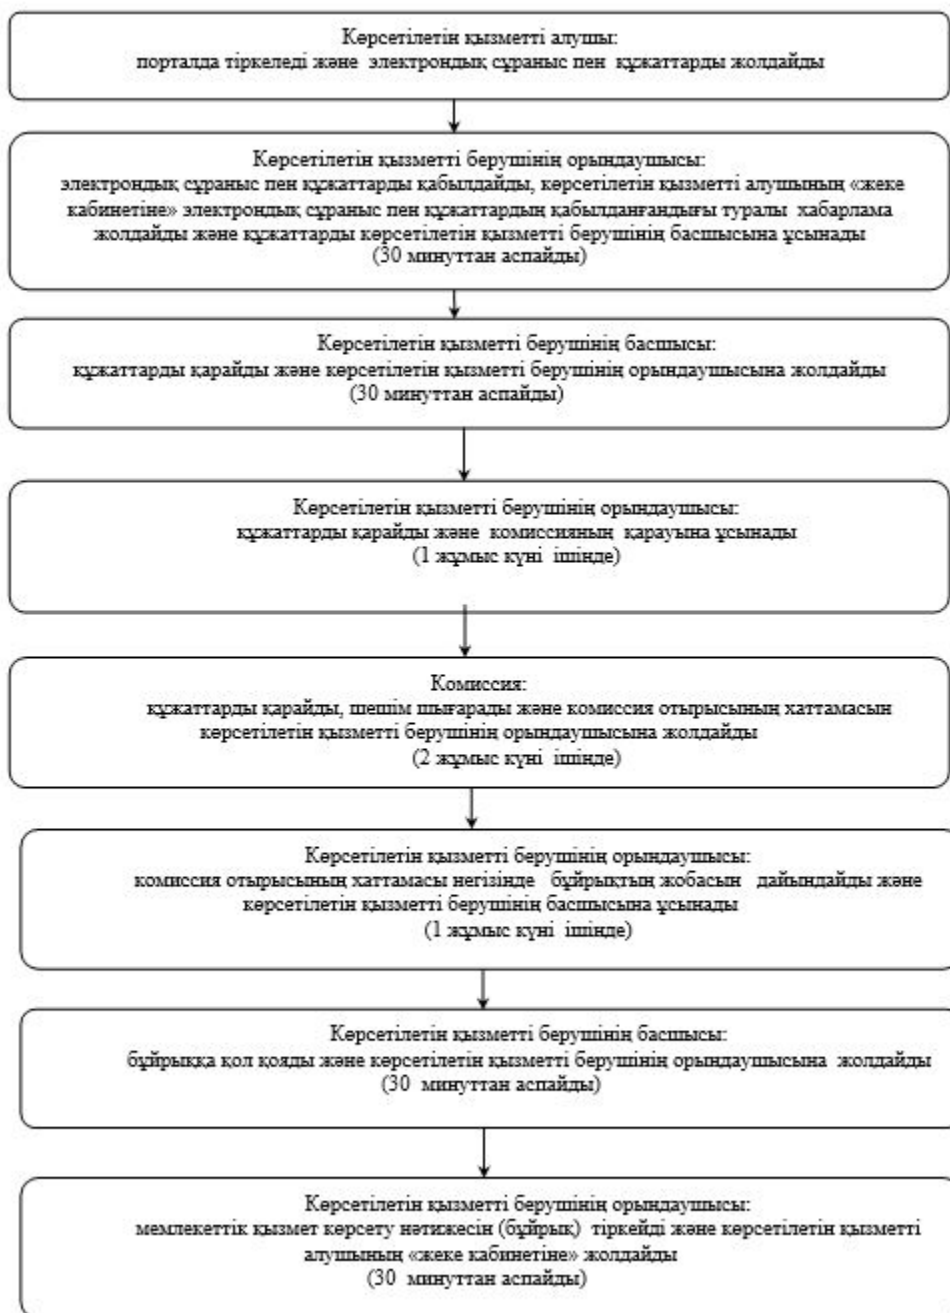 Көрсетілетін қызметті алушы:
порталда тіркеледі және электрондық сұраныс пен құжаттарды жолдайды
Көрсетілетін қызметті берушінің орындаушысы:
электрондық сұраныс пен құжаттарды қабылдайды, көрсетілетін қызметті алушының «жеке
кабинетіне» электрондық сұраныс пен құжаттардың қабылданғандығы туралы хабарлама
жолдайды және құжаттарды көрсетілетін қызметті берушінің басшысына ұсынады
(30 минуттан аспайды)
Көрсетілетін қызметті берушінің басшысы:
құжаттарды қарайды және көрсетілетін қызметті берушінің орындаушысына жолдайды
(30 минуттан аспайды)
Көрсетілетін қызметті берушінің орындаушысы:
құжаттарды қарайды және комиссияның қарауына ұсынады
(1 жұмыс күні ішінде)
Комиссия:
құжаттарды қарайды, шешім шығарады және комиссия отырысының хаттамасын
көрсетілетін қызметті берушінің орындаушысына жолдайды
(2 жұмыс күні ішінде)
Көрсетілетін қызметті берушінің орындаушысы:
комиссия отырысының хаттамасы негізінде бұйрықтың жобасын дайындайды және
көрсетілетін қызметті берушінің басшысына ұсынады
(1 жұмыс күні ішінде)
Көрсетілетін қызметті берушінің басшысы:
бұйрыққа қол қояды және көрсетілетін қызметті берушінің орындаушысына жолдайды
(30 минуттан аспайды)
Көрсетілетін қызметті берушінің орындаушысы:
мемлекеттік қызмет көрсету нәтижесін (бұйрық) тіркейді және көрсетілетін қызметті
алушының «жеке кабинетіне» жолдайды
(30 минуттан аспайды)